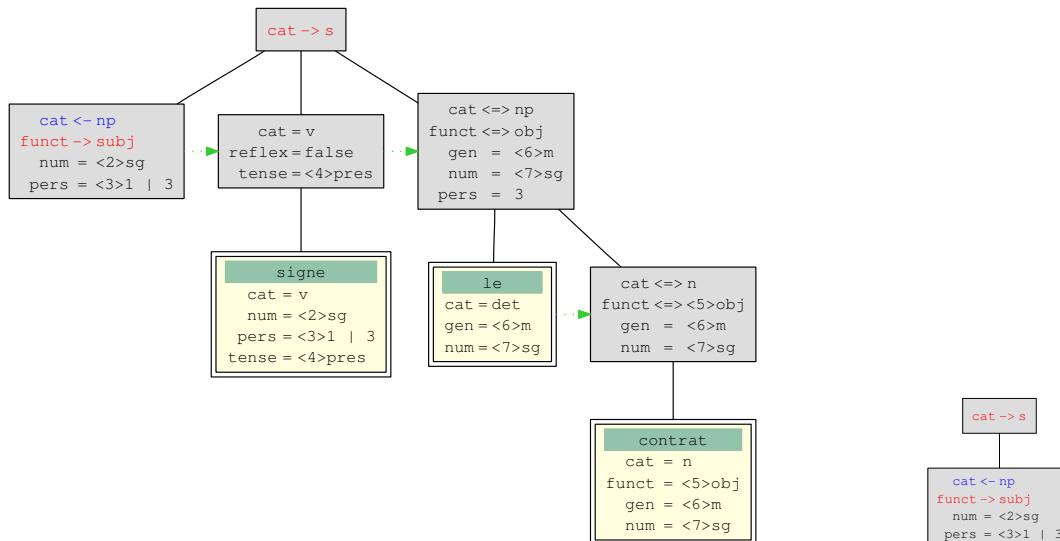 cat -> s
cat <- np
funct -> subj
num = <2>sg
pers = <3>1 | 3
cat = v
reflex = false
tense = <4>pres
cat <=> np
funct <=> obj
gen = <6>m
num = <7>sg
pers = 3
signe
cat = v
num = <2>sg
pers = <3>1 | 3
tense = <4>pres
le
cat = det
gen = <6>m
num = <7>sg
cat <=> n
funct <=> <5>obj
gen = <6>m
num = <7>sg
contrat
cat = n
funct = <5>obj
gen = <6>m
num = <7>sg
cat -> s
cat <- np
funct -> subj
num = <2>sg
pers = <3>1 | 3